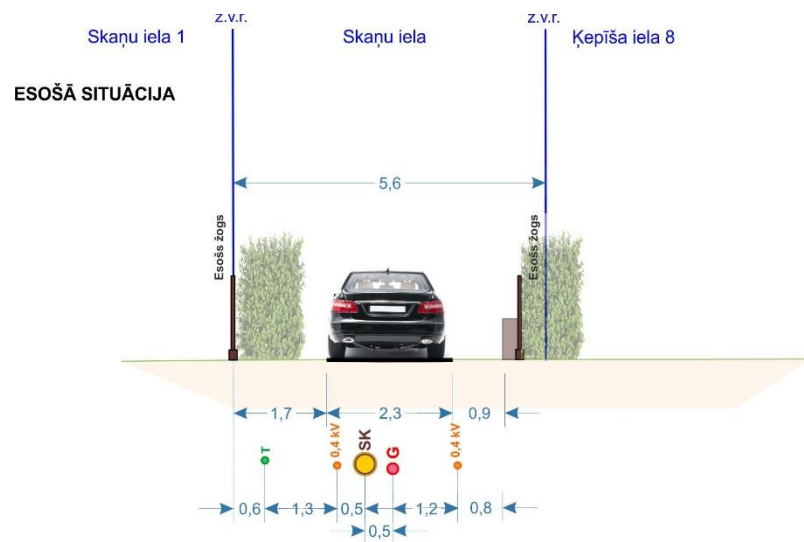 z.v.r.
z.v.r.
Skaņu iela 1
Skaņu iela
Ķepīša iela 8
ESOŠĀ SITUĀCIJA
5,6
Esošs žogs
Esošs žogs
1,7
2,3
0,9
T
0,4 kV
SK
G
0,4 kV
0,6
1,3
0,5
1,2
0,8
0,5